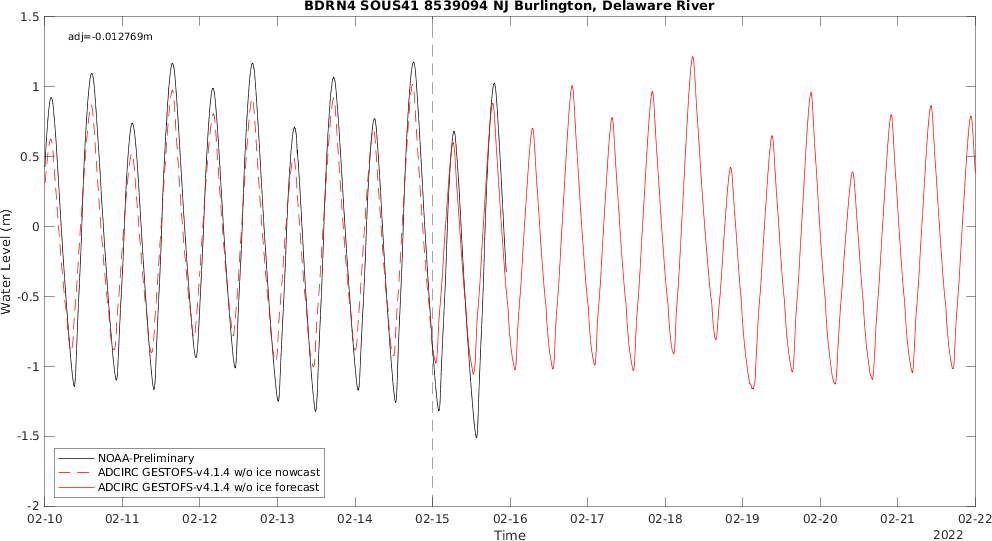 BDRN4 SOUS41 8539094 NJ Burlington, Delaware River
adj=-0.012769m
1.5
1
0.5
0
-0.5
-1
-1.5
-2
Water Level (m)
NOAA-Preliminary
ADCIRC GESTOFS-v4.1.4 w/o ice nowcast
ADCIRC GESTOFS-v4.1.4 w/o ice forecast
02-10 02-11 02-12 02-13 02-14 02-15 02-16 02-17 02-18 02-19 02-20 02-21 02-22
Time
2022